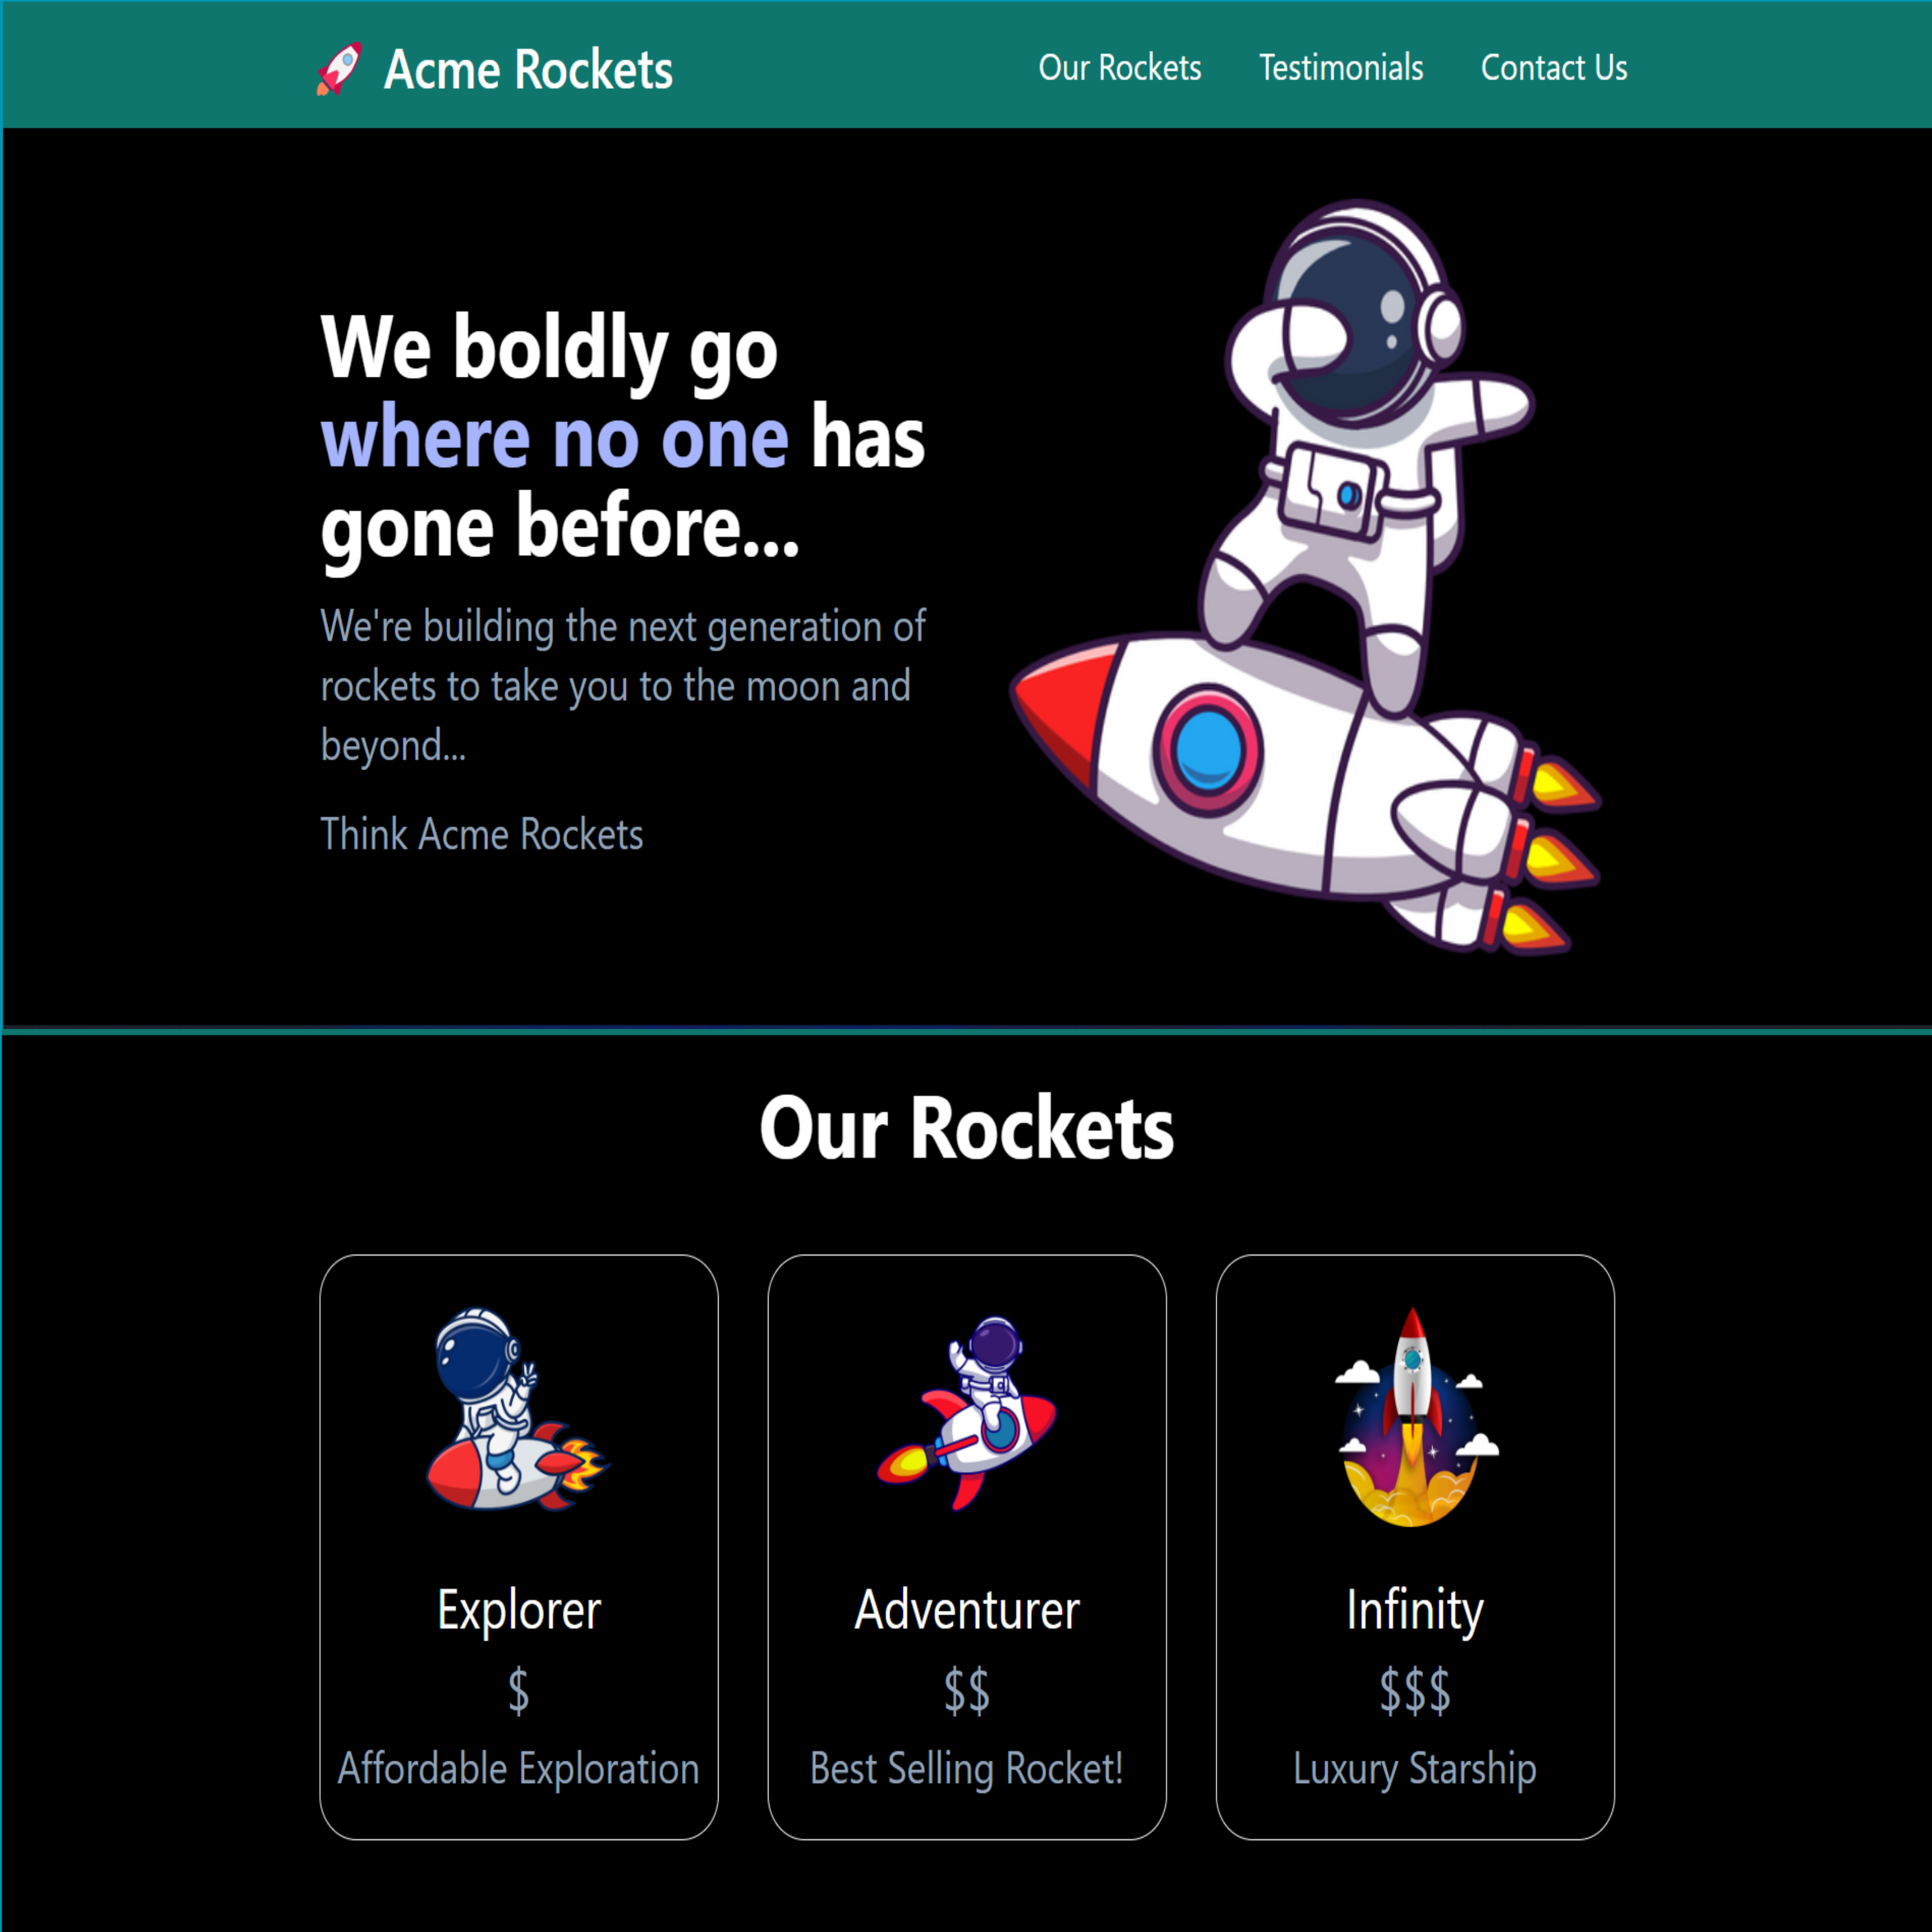 Acme Rockets
Our Rockets
Testimonials
Contact Us
We boldly go
where no one has
gone before...
We're building the next generation of
rockets to take you to the moon and
beyond...
Think Acme Rockets
Our Rockets
Explorer
$
Affordable Exploration
Adventurer
$$
Best Selling Rocket!
Infinity
$$$
Luxury Starship